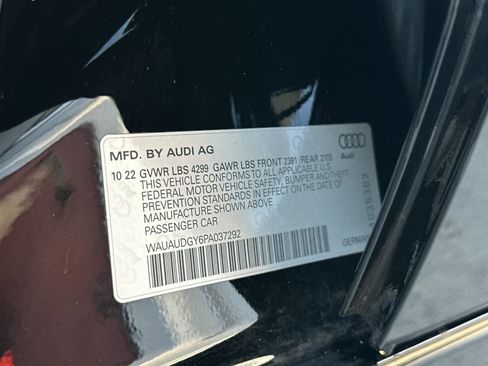 MFD. BY AUDI AG
Audi
10 22 GVWR LBS 4299 GAWR LBS FRONT 2381 /REAR 2105
THIS VEHICLE CONFORMS TO ALL APPLICABLE U.S.
FEDERAL MOTOR VEHICLE SAFETY, BUMPER AND THEFT
PREVENTION STANDARDS IN EFFECT ON THE DATE OF
MANUFACTURE SHOWN ABOVE
PASSENGER CAR
WAUAUDGY6PA037292
GERMANY